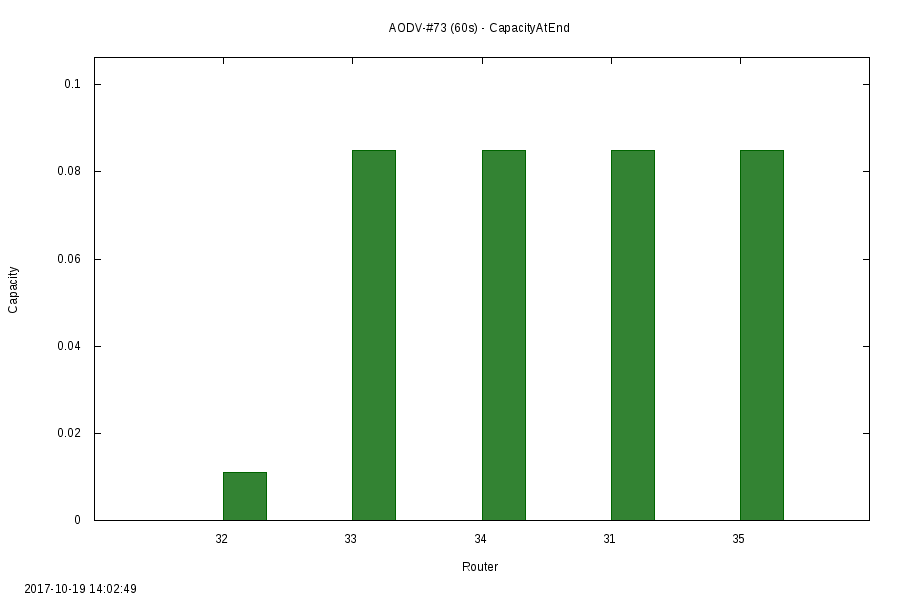 AODV-#73 (60s) - CapacityAtEnd
0.1
0.08
0.06
0.04
0.02
0
Capacity
32 33 34 31 35
Router
2017-10-19 14:02:49